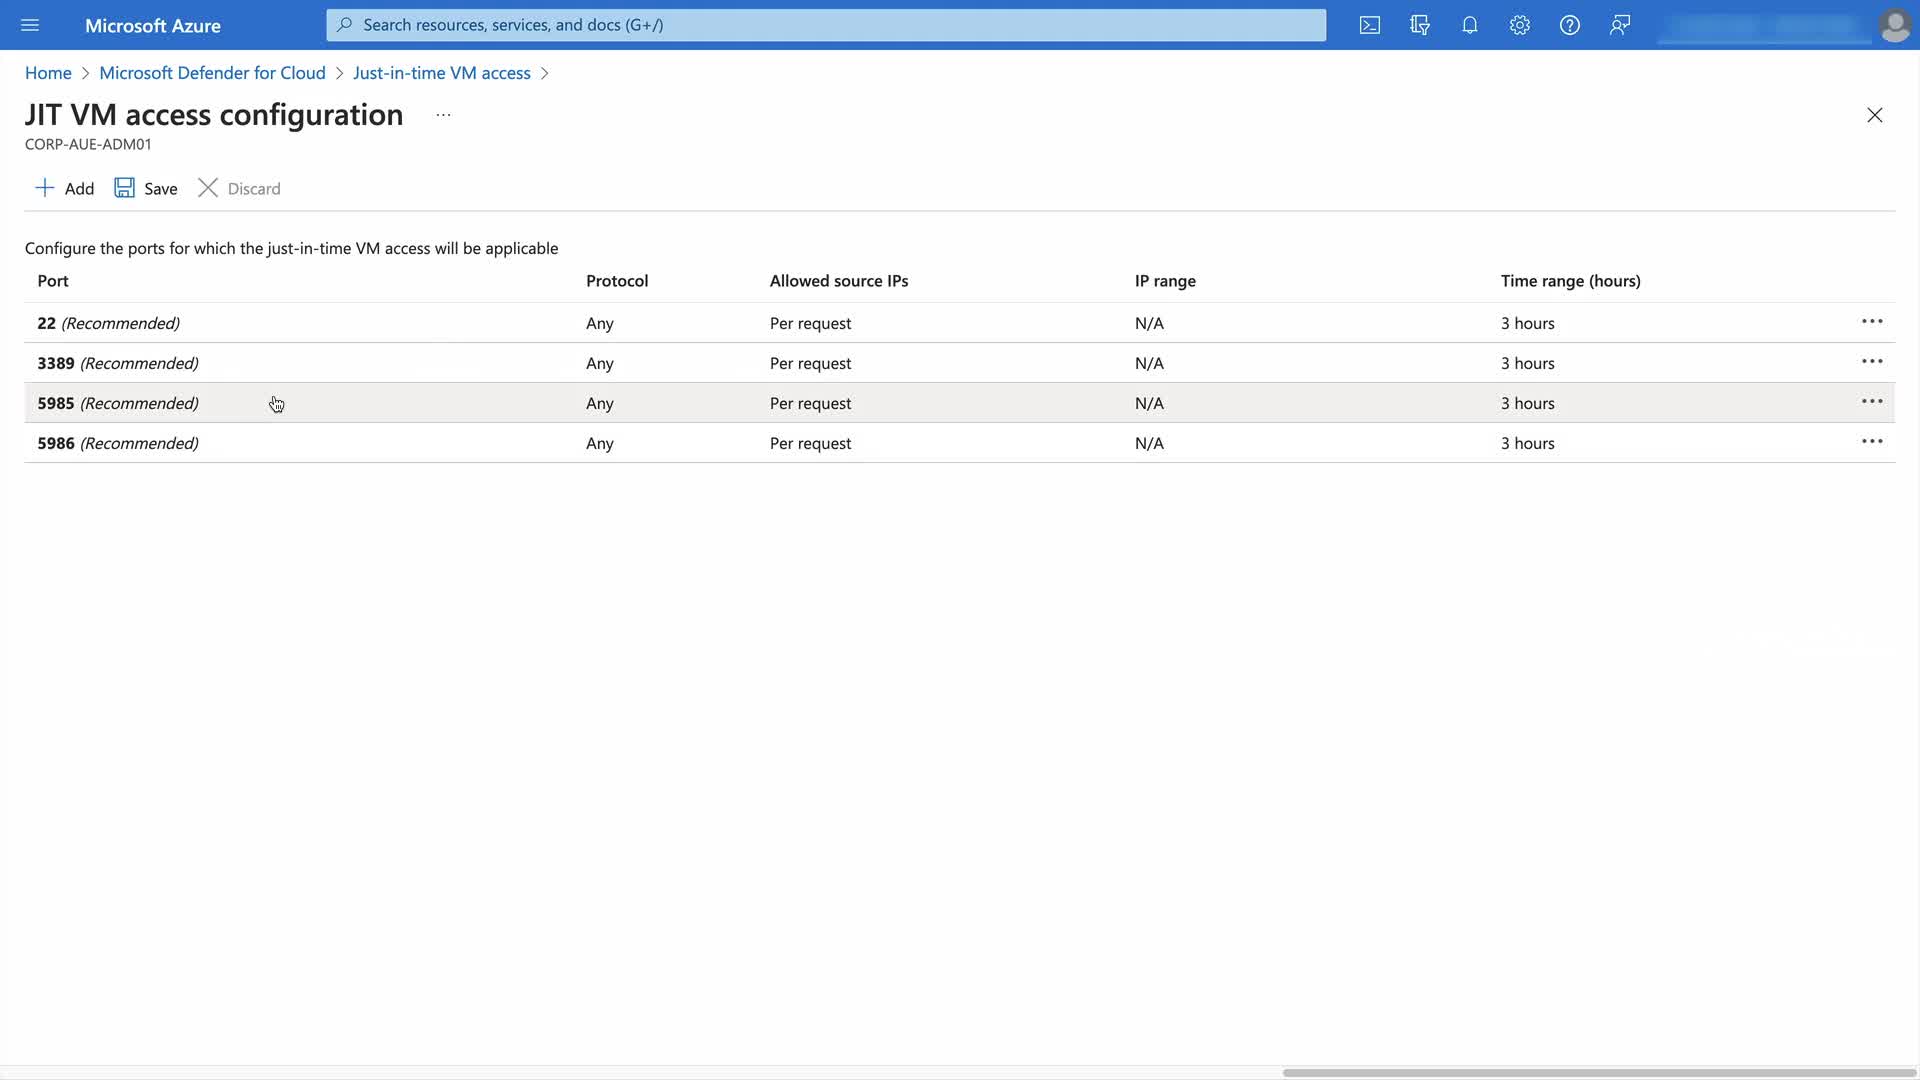 Microsoft Azure
Search resources, services, and docs (G+/)
Home > Microsoft Defender for Cloud > Just-in-time VM access >
JIT VM access configuration ...
CORP-AUE-ADM01
Add Save Discard
Configure the ports for which the just-in-time VM access will be applicable
Port Protocol Allowed source IPs IP range Time range (hours)
22 (Recommended) Any Per request N/A 3 hours ...
3389 (Recommended) Any Per request N/A 3 hours ...
5985 (Recommended) Any Per request N/A 3 hours ...
5986 (Recommended) Any Per request N/A 3 hours ...